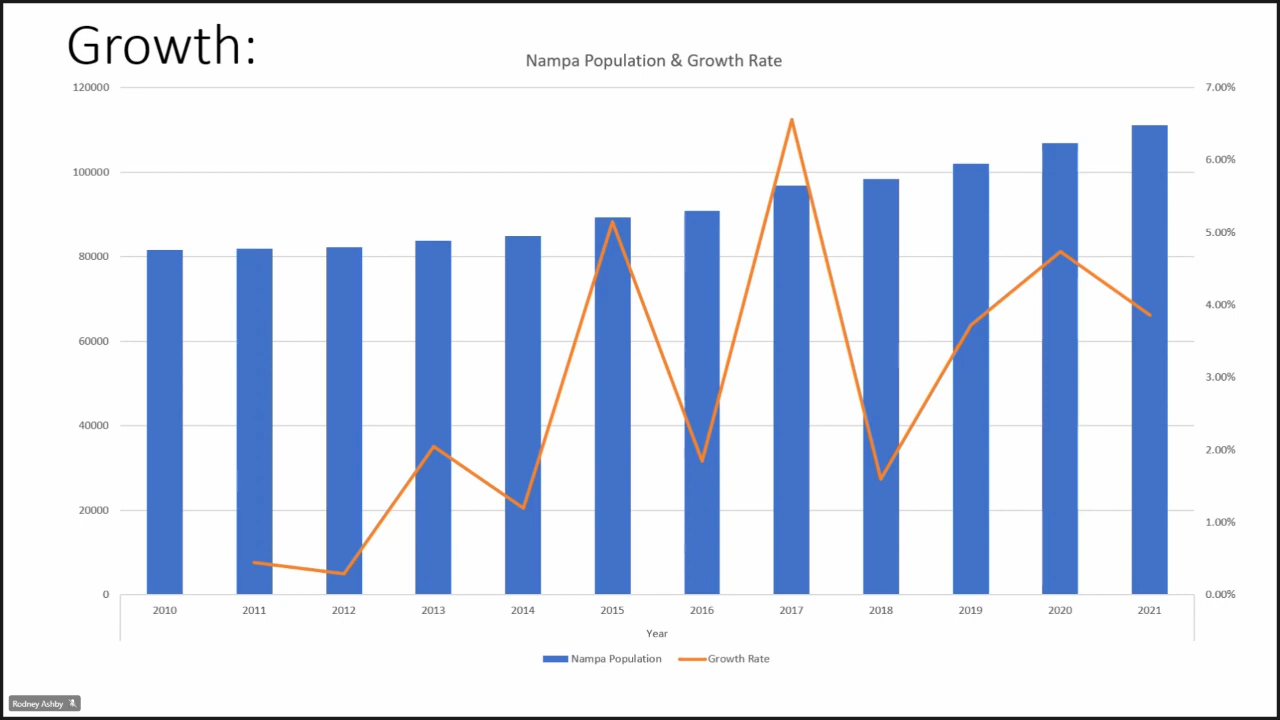 Growth:
Nampa Population & Growth Rate
120000
7.00%
100000
6.00%
80000
5.00%
60000
4.00%
40000
3.00%
20000
2.00%
0
1.00%
0.00%
2010 2011 2012 2013 2014 2015 2016 2017 2018 2019 2020 2021
Year
Nampa Population Growth Rate
Rodney Ashby